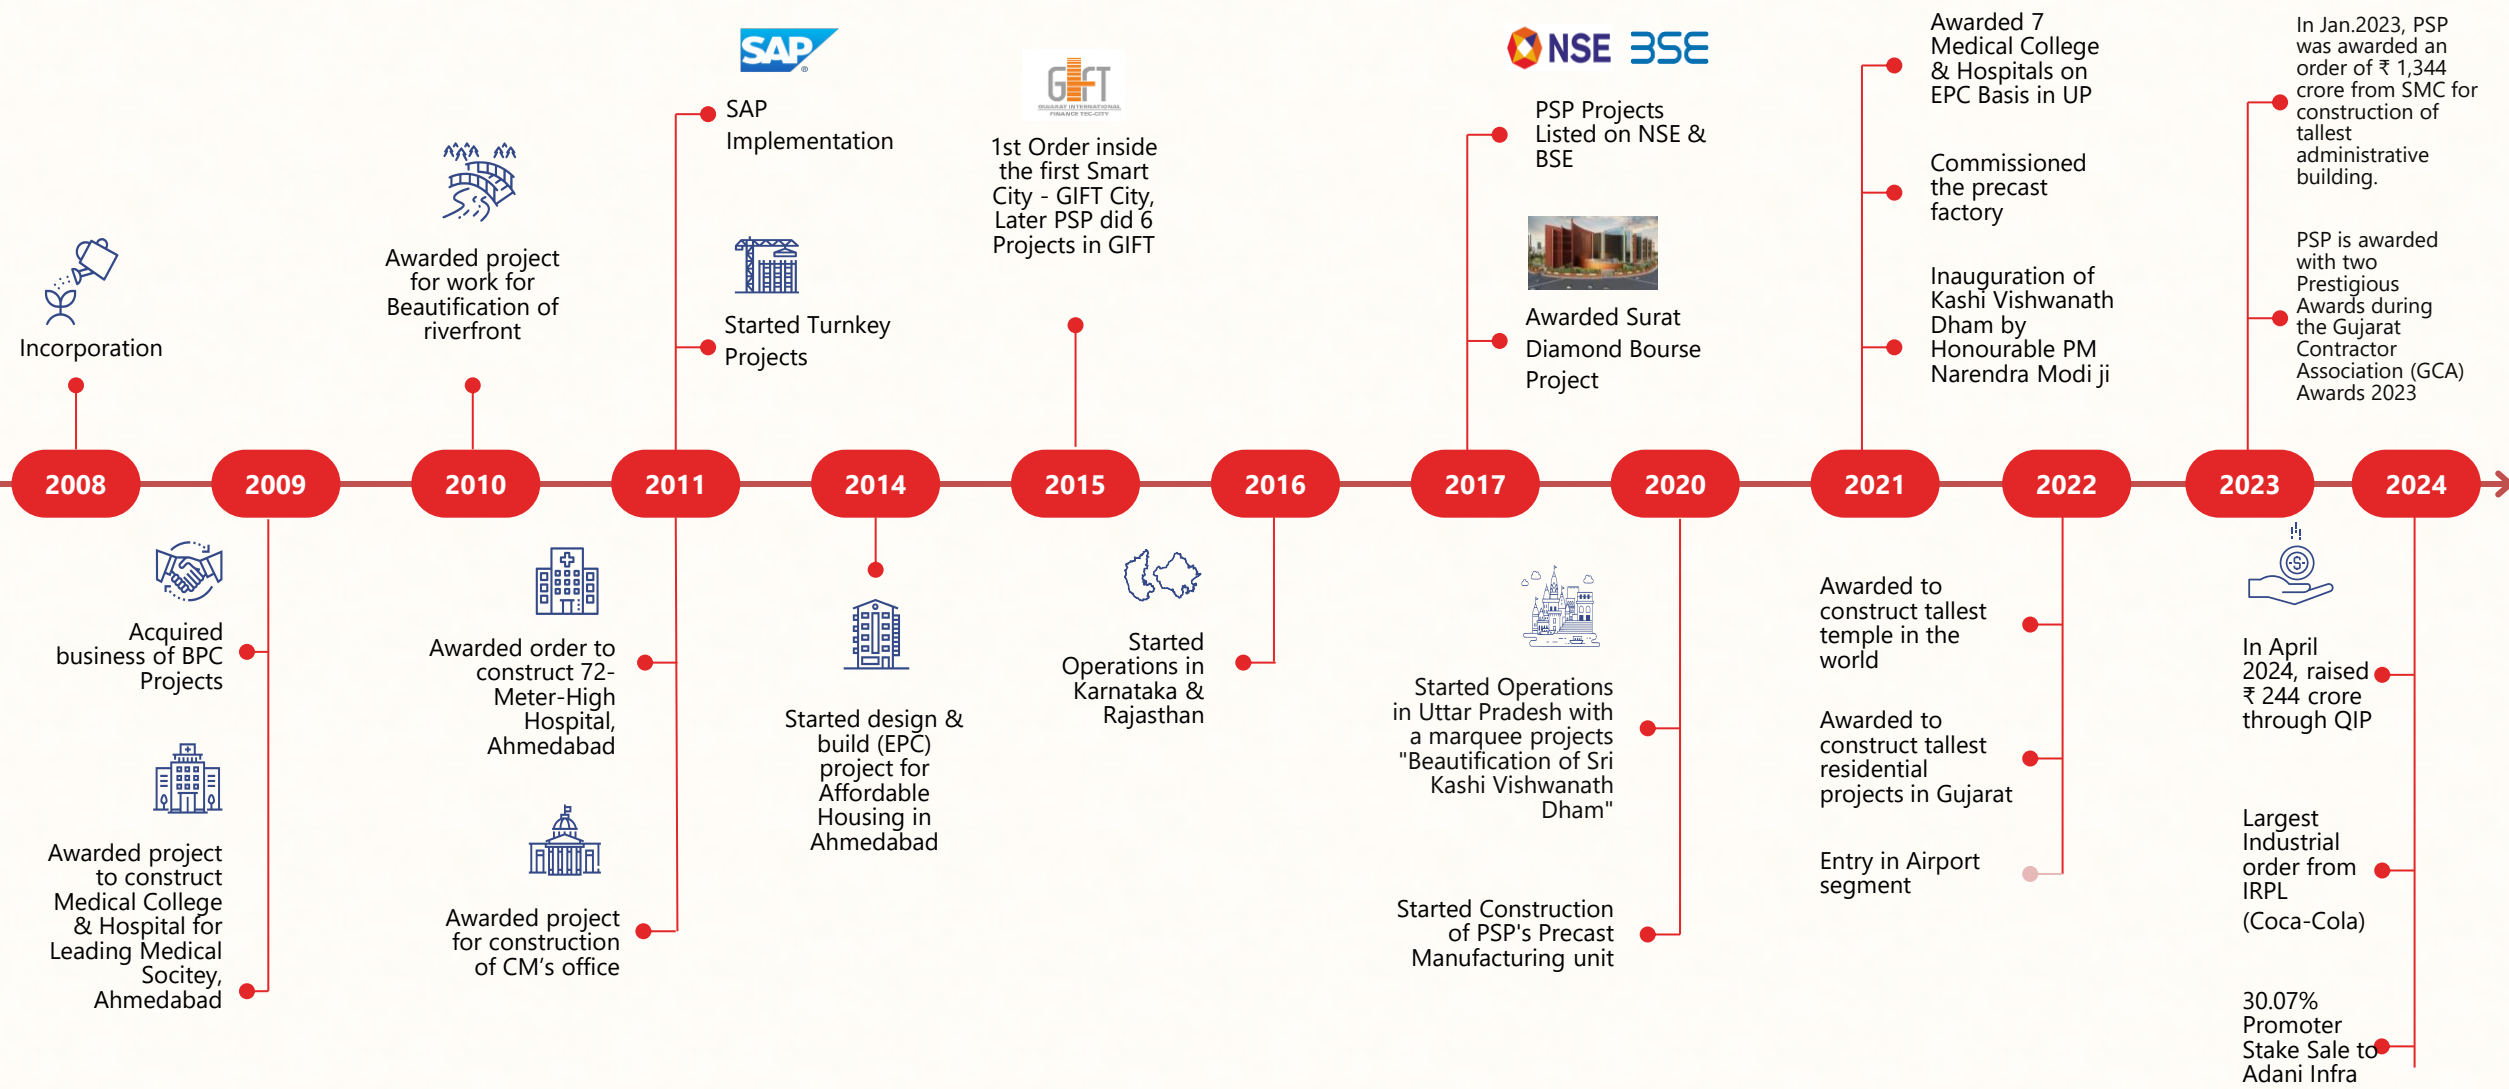 SAP
SAP
Implementation
Started Turnkey
Projects
GIFT
GUJARAT INTERNATIONAL
FINANCE TEC-CITY
1st Order inside
the first Smart
City - GIFT City,
Later PSP did 6
Projects in GIFT
NSE BSE
PSP Projects
Listed on NSE &
BSE
Awarded Surat
Diamond Bourse
Project
Awarded 7
Medical College
& Hospitals on
EPC Basis in UP
Commissioned
the precast
factory
Inauguration of
Kashi Vishwanath
Dham by
Honourable PM
Narendra Modi ji
In Jan.2023, PSP
was awarded an
order of ₹ 1,344
crore from SMC for
construction of
tallest
administrative
building.
PSP is awarded
with two
Prestigious
Awards during
the Gujarat
Contractor
Association (GCA)
Awards 2023
Incorporation
Awarded project
for work for
Beautification of
riverfront
2008 2009 2010 2011 2014 2015 2016 2017 2020 2021 2022 2023 2024
Acquired
business of BPC
Projects
Awarded project
to construct
Medical College
& Hospital for
Leading Medical
Socitey,
Ahmedabad
Awarded order to
construct 72-
Meter-High
Hospital,
Ahmedabad
Awarded project
for construction
of CM’s office
Started design &
build (EPC)
project for
Affordable
Housing in
Ahmedabad
Started
Operations in
Karnataka &
Rajasthan
Started Operations
in Uttar Pradesh with
a marquee projects
"Beautification of Sri
Kashi Vishwanath
Dham"
Started Construction
of PSP's Precast
Manufacturing unit
Awarded to
construct tallest
temple in the
world
Awarded to
construct tallest
residential
projects in Gujarat
Entry in Airport
segment
In April
2024, raised
₹ 244 crore
through QIP
Largest
Industrial
order from
IRPL
(Coca-Cola)
30.07%
Promoter
Stake Sale to
Adani Infra